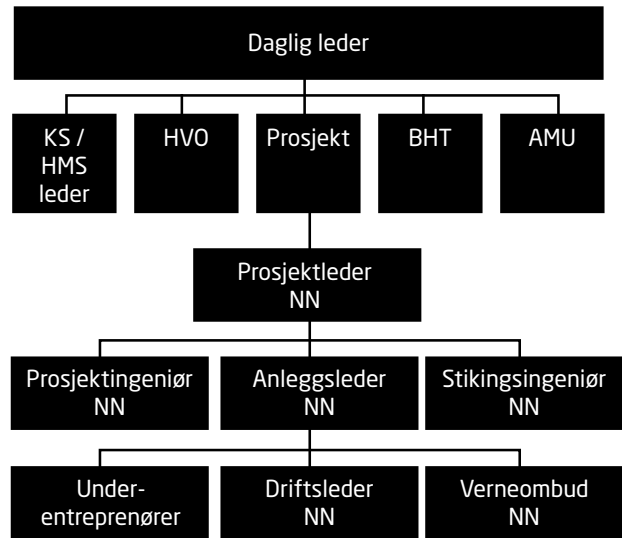 Daglig leder
KS /
HMS
leder
HVO
Prosjekt
BHT
AMU
Prosjektleder
NN
Prosjektingeniør
NN
Anleggsleder
NN
Stikingsingeniør
NN
Under-
entreprenører
Driftsleder
NN
Verneombud
NN